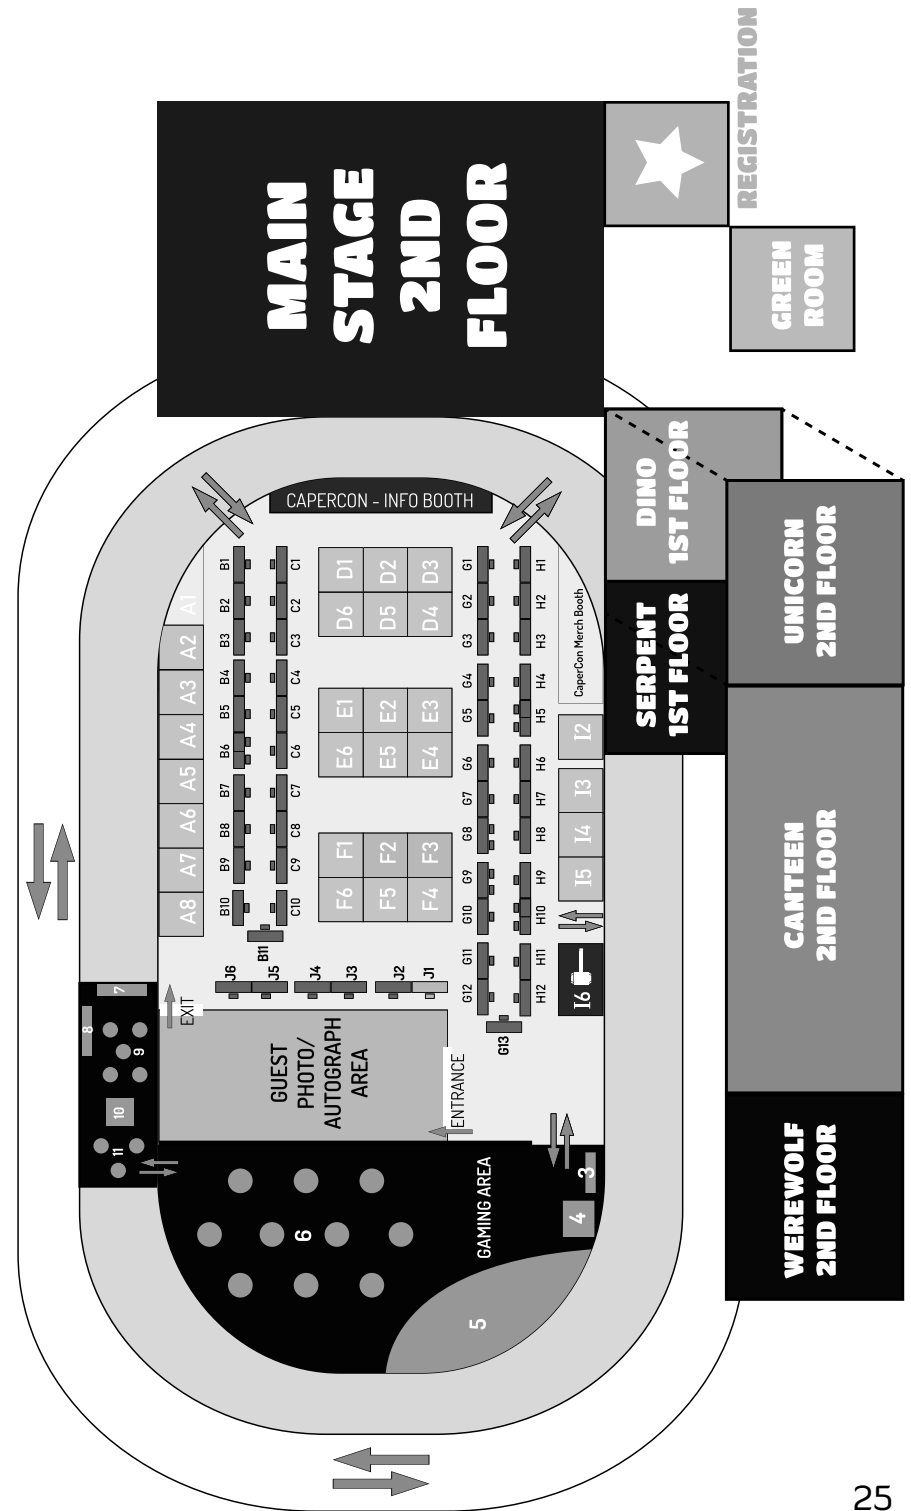 REGISTRATION
MAIN
STAGE
2ND
FLOOR
GREEN
ROOM
CAPERCON - INFO BOOTH
DINO
1ST FLOOR
UNICORN
2ND FLOOR
SERPENT
1ST FLOOR
CANTEEN
2ND FLOOR
WEREWOLF
2ND FLOOR
CaperCon Merch Booth
A1
A2
A3
A4
A5
A6
A7
A8
B1
B2
B3
B4
B5
B6
B7
B8
B9
B10
B11
C1
C2
C3
C4
C5
C6
C7
C8
C9
C10
D1
D2
D3
D6
D5
D4
E1
E2
E3
E6
E5
E4
F1
F2
F3
F6
F5
F4
G1
G2
G3
G4
G5
G6
G7
G8
G9
G10
G11
G12
G13
H1
H2
H3
H4
H5
H6
H7
H8
H9
H10
H11
H12
I2
I3
I4
I5
I6
J6
J5
J4
J3
J2
J1
EXIT
GUEST
PHOTO/
AUTOGRAPH
AREA
ENTRANCE
7
8
9
10
11
GAMING AREA
3
4
5
6
25